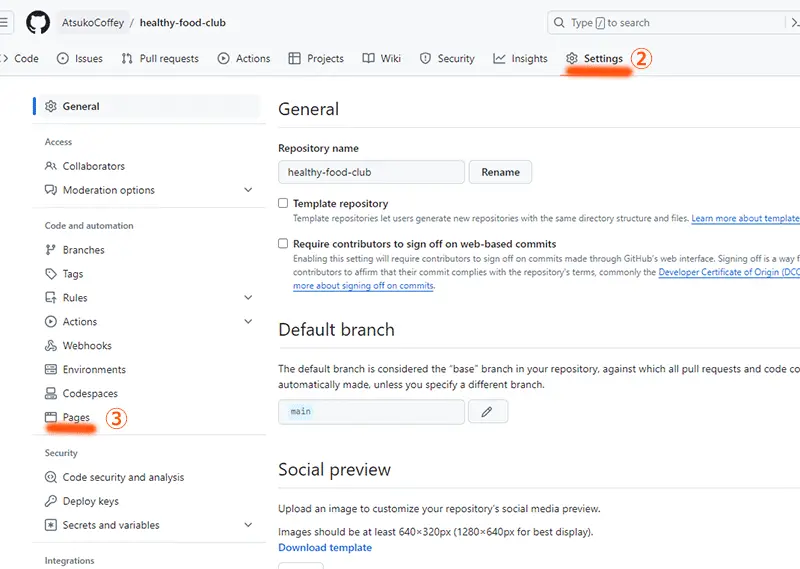 AtsukoCoffey / healthy-food-club
Type / to search
Code Issues Pull requests Actions Projects Wiki Security Insights Settings ②
General
Access
Collaborators
Moderation options
Code and automation
Branches
Tags
Rules
Actions
Webhooks
Environments
Codespaces
Pages ③
Security
Code security and analysis
Deploy keys
Secrets and variables
Integrations
General
Repository name
healthy-food-club Rename
Template repository
Template repositories let users generate new repositories with the same directory structure and files. Learn more about template
Require contributors to sign off on web-based commits
Enabling this setting will require contributors to sign off on commits made through GitHub's web interface. Signing off is a way f
contributors to affirm that their commit complies with the repository's terms, commonly the Developer Certificate of Origin (DCO
more about signing off on commits.
Default branch
The default branch is considered the "base" branch in your repository, against which all pull requests and code co
automatically made, unless you specify a different branch.
main
Social preview
Upload an image to customize your repository's social media preview.
Images should be at least 640×320px (1280×640px for best display).
Download template